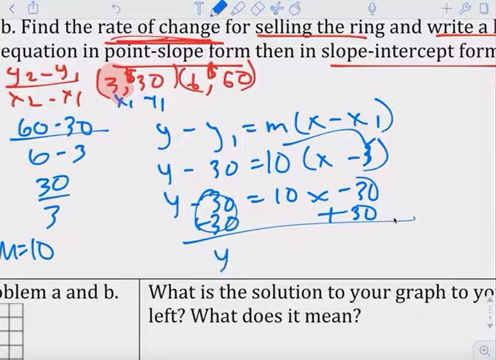 b. Find the rate of change for selling the ring and write a
equation in point-slope form then in slope-intercept form
y2 - y1
x2 - x1
(3, $30) (6, $60)
x1 y1
60-30
6-3
30
3
M=10
y - y1 = m(x - x1)
y - 30 = 10 (x - 3)
y - 30 = 10x - 30
+30 +30
y
oblem a and b.
What is the solution to your graph to
left? What does it mean?